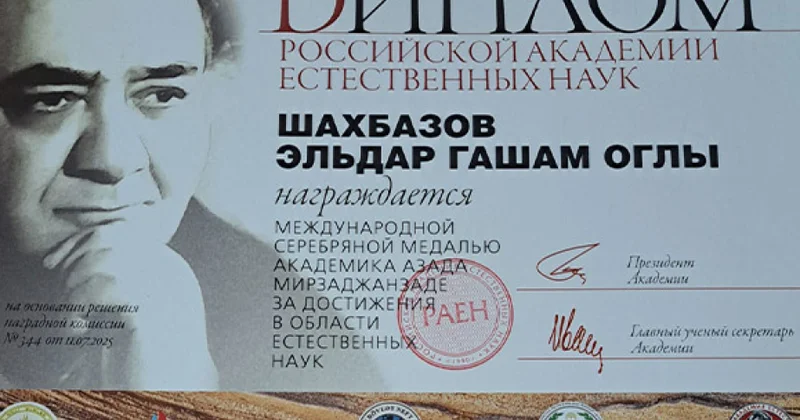 ДИПЛОМ
РОССИЙСКОЙ АКАДЕМИИ
ЕСТЕСТВЕННЫХ НАУК
ШАХБАЗОВ
ЭЛЬДАР ГАШАМ ОГЛЫ
награждается
МЕЖДУНАРОДНОЙ
СЕРЕБРЯНОЙ МЕДАЛЬЮ
АКАДЕМИКА АЗАДА
МИРЗАДЖАНЗАДЕ
ЗА ДОСТИЖЕНИЯ
В ОБЛАСТИ
ЕСТЕСТВЕННЫХ
НАУК
на основании решения
наградной комиссии
№ 344 от 11.07.2025
РАЕН
Президент
Академии
Главный ученый секретарь
Академии